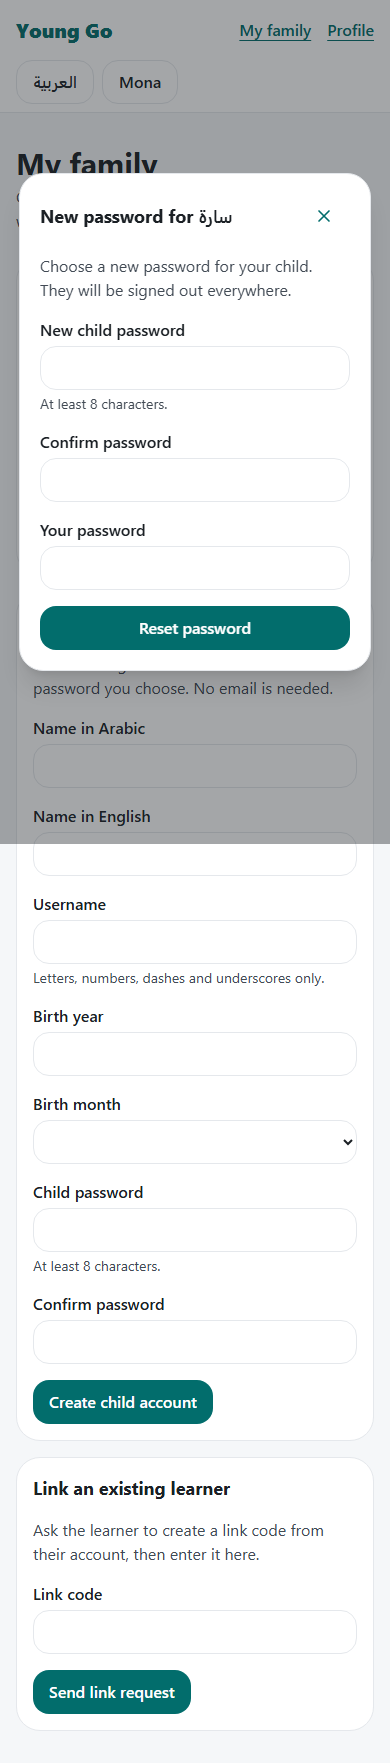 Young Go
My family
Profile
العربية
Mona
My family
New password for سارة
Choose a new password for your child.
They will be signed out everywhere.
New child password
At least 8 characters.
Confirm password
Your password
Reset password
password you choose. No email is needed.
Name in Arabic
Name in English
Username
Letters, numbers, dashes and underscores only.
Birth year
Birth month
Child password
At least 8 characters.
Confirm password
Create child account
Link an existing learner
Ask the learner to create a link code from
their account, then enter it here.
Link code
Send link request